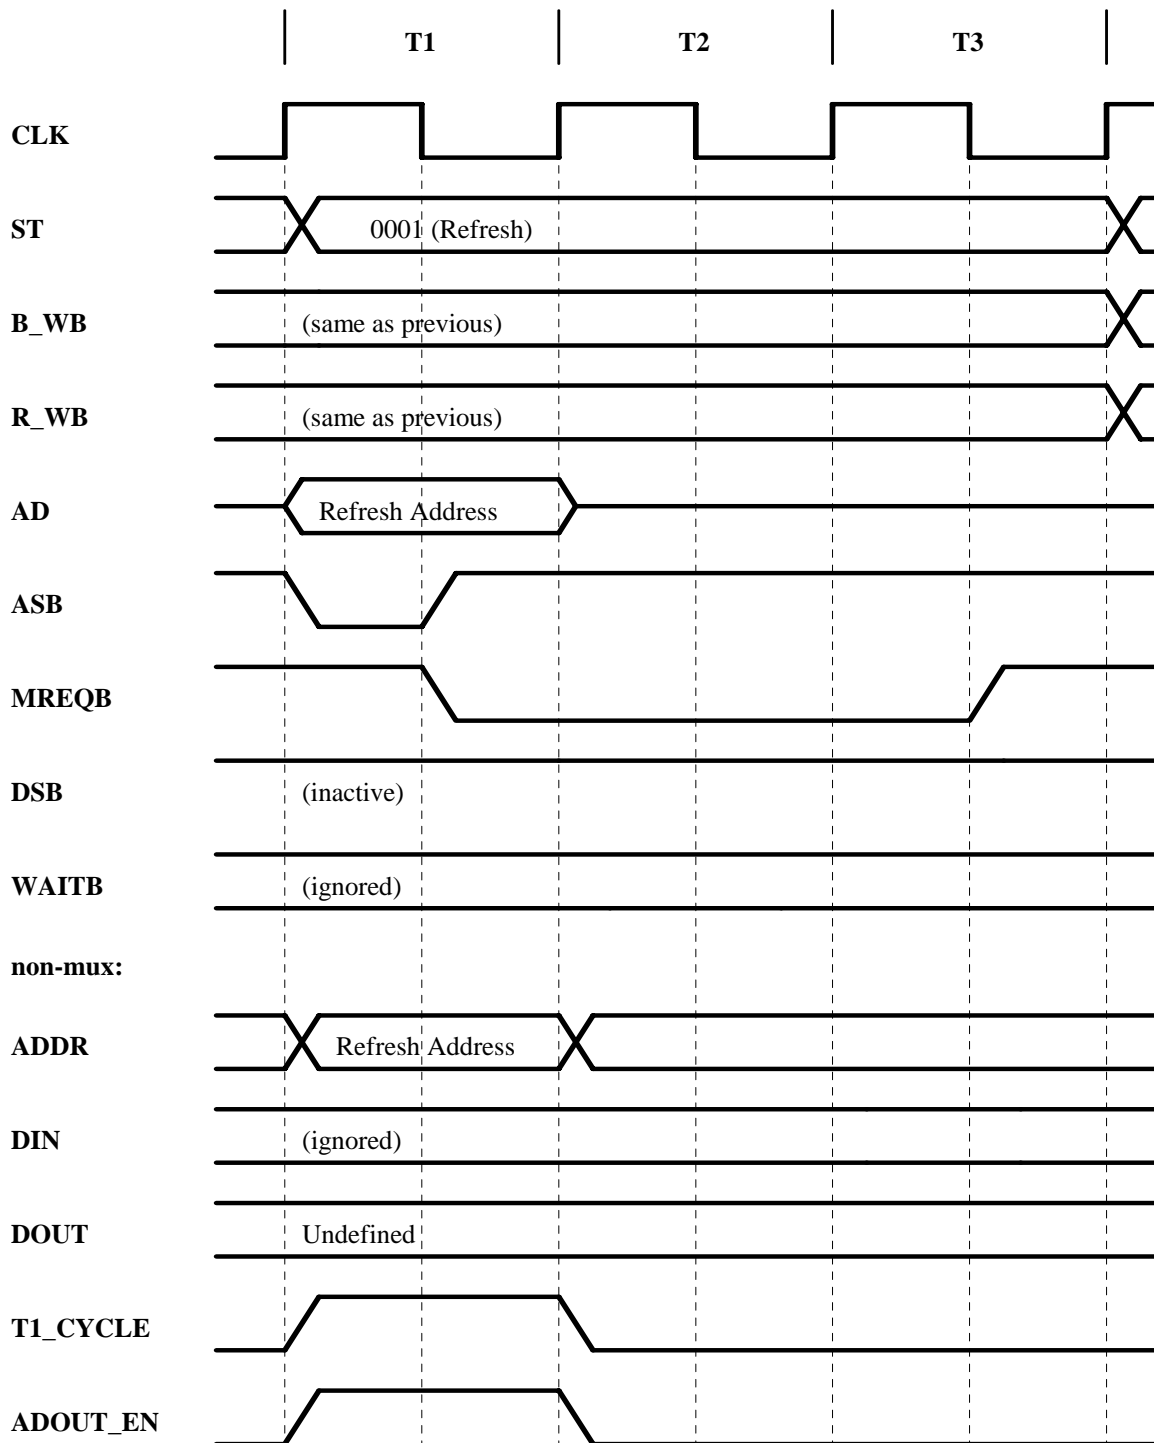 T1 T2 T3
CLK
ST 0001 (Refresh)
B_WB (same as previous)
R_WB (same as previous)
AD Refresh Address
ASB
MREQB
DSB (inactive)
WAITB (ignored)
non-mux:
ADDR Refresh Address
DIN (ignored)
DOUT Undefined
T1_CYCLE
ADOUT_EN